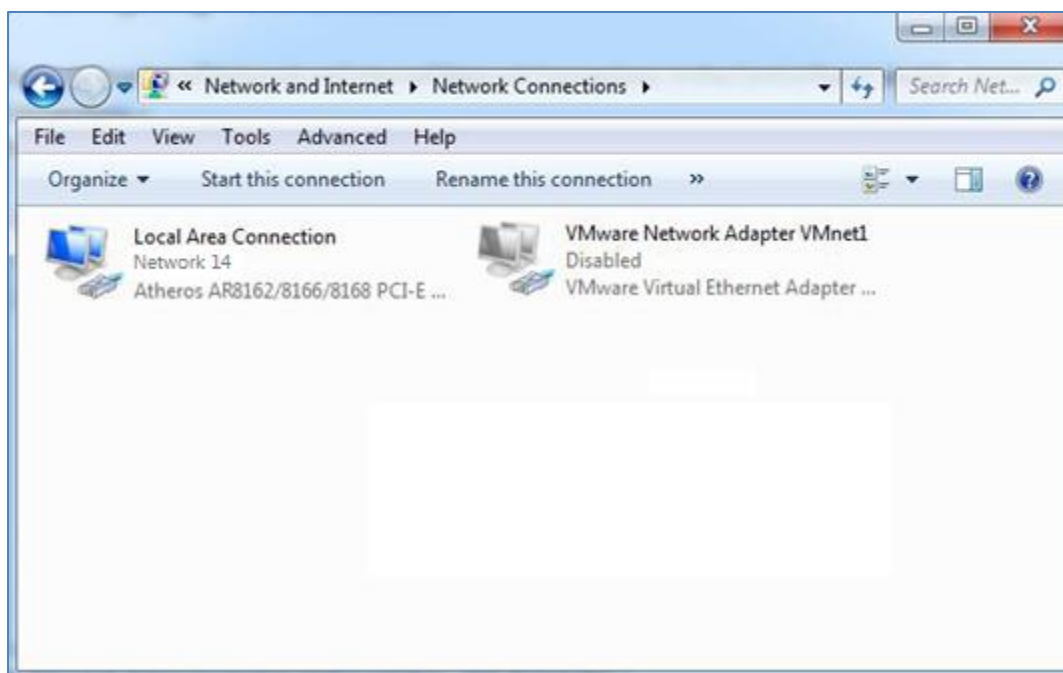 « Network and Internet ▸ Network Connections ▸
Search Net...
File Edit View Tools Advanced Help
Organize Start this connection Rename this connection »
Local Area Connection
Network 14
Atheros AR8162/8166/8168 PCI-E ...
VMware Network Adapter VMnet1
Disabled
VMware Virtual Ethernet Adapter ...